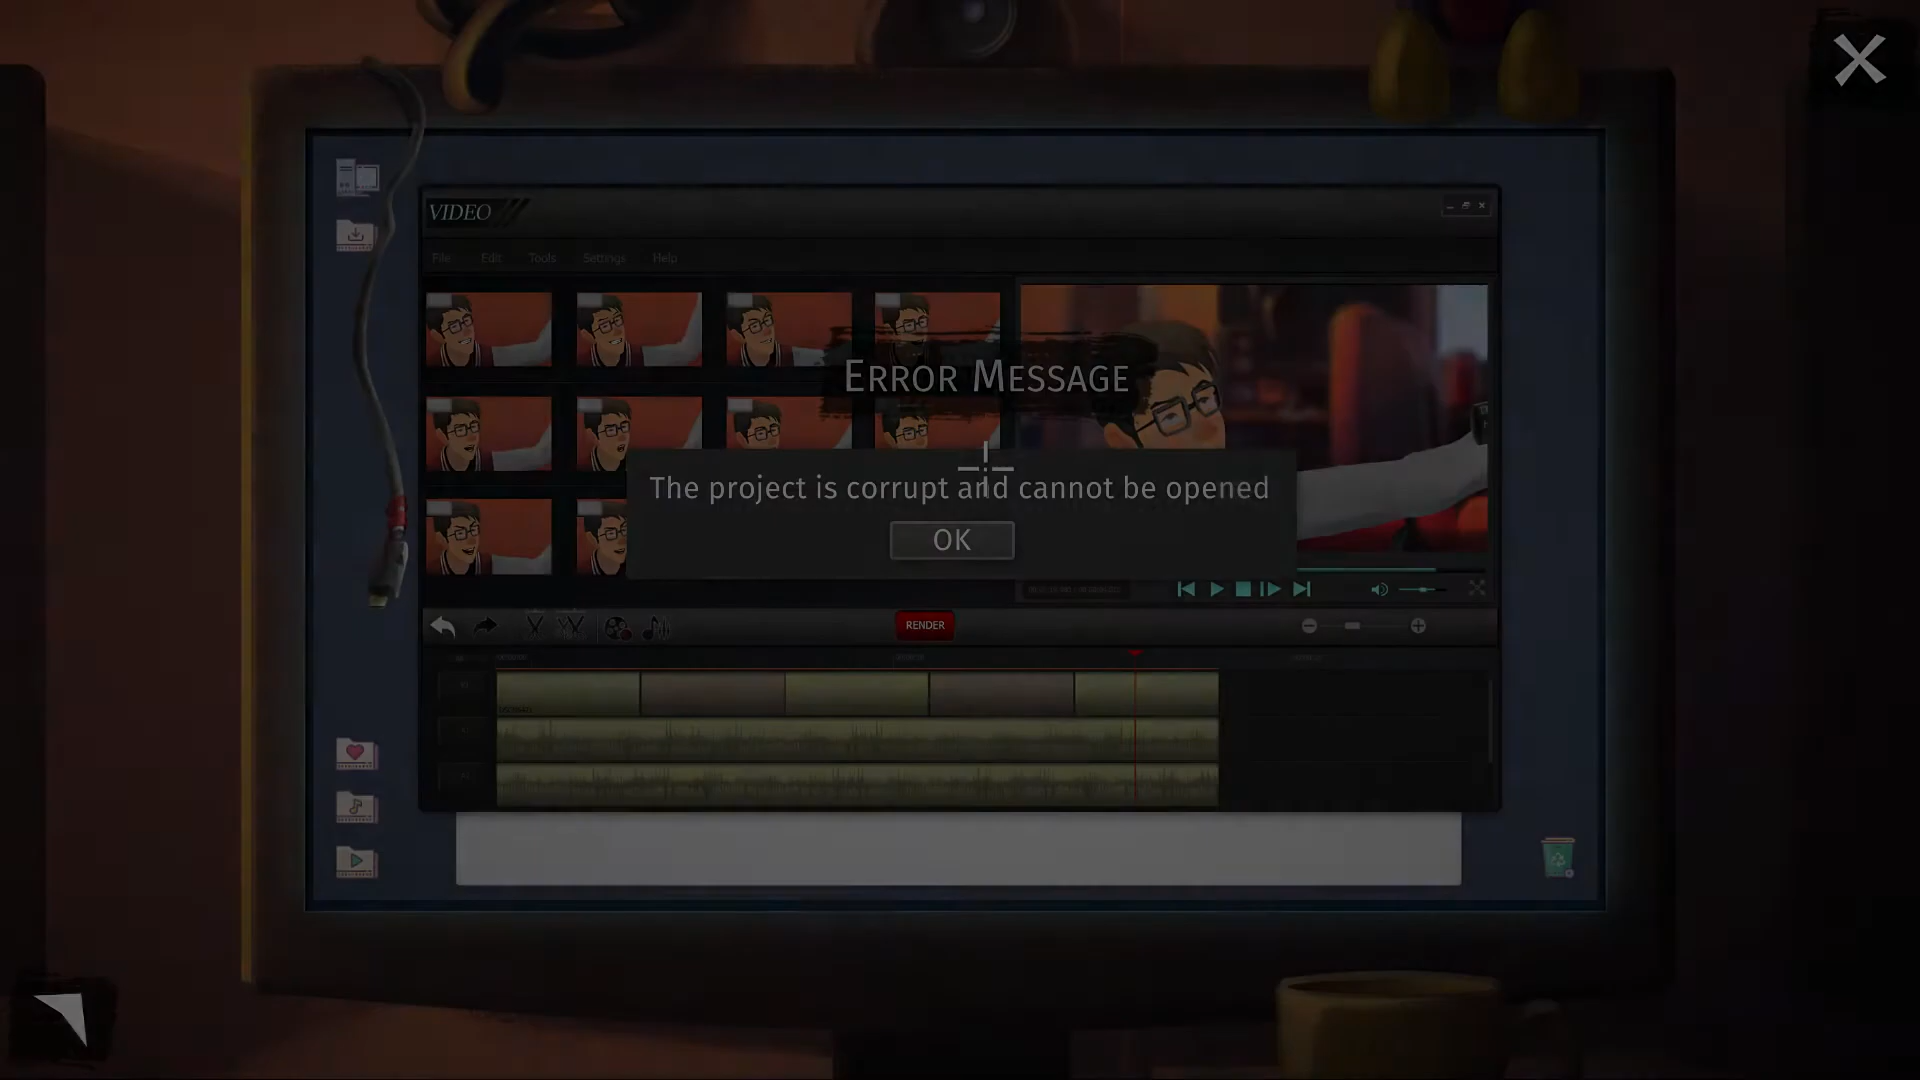 VIDEO
File Edit Tools Settings Help
ERROR MESSAGE
The project is corrupt and cannot be opened
OK
RENDER